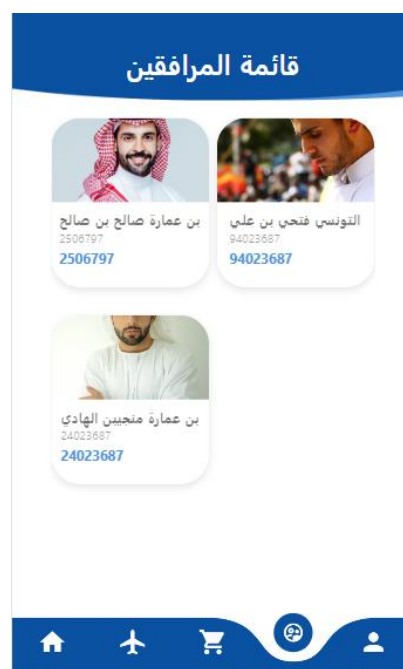 قائمة المرافقين
التونسي فتحي بن علي
94023687
94023687
بن عمارة صالح بن صالح
2506797
2506797
بن عمارة منجيبن الهادي
24023687
24023687